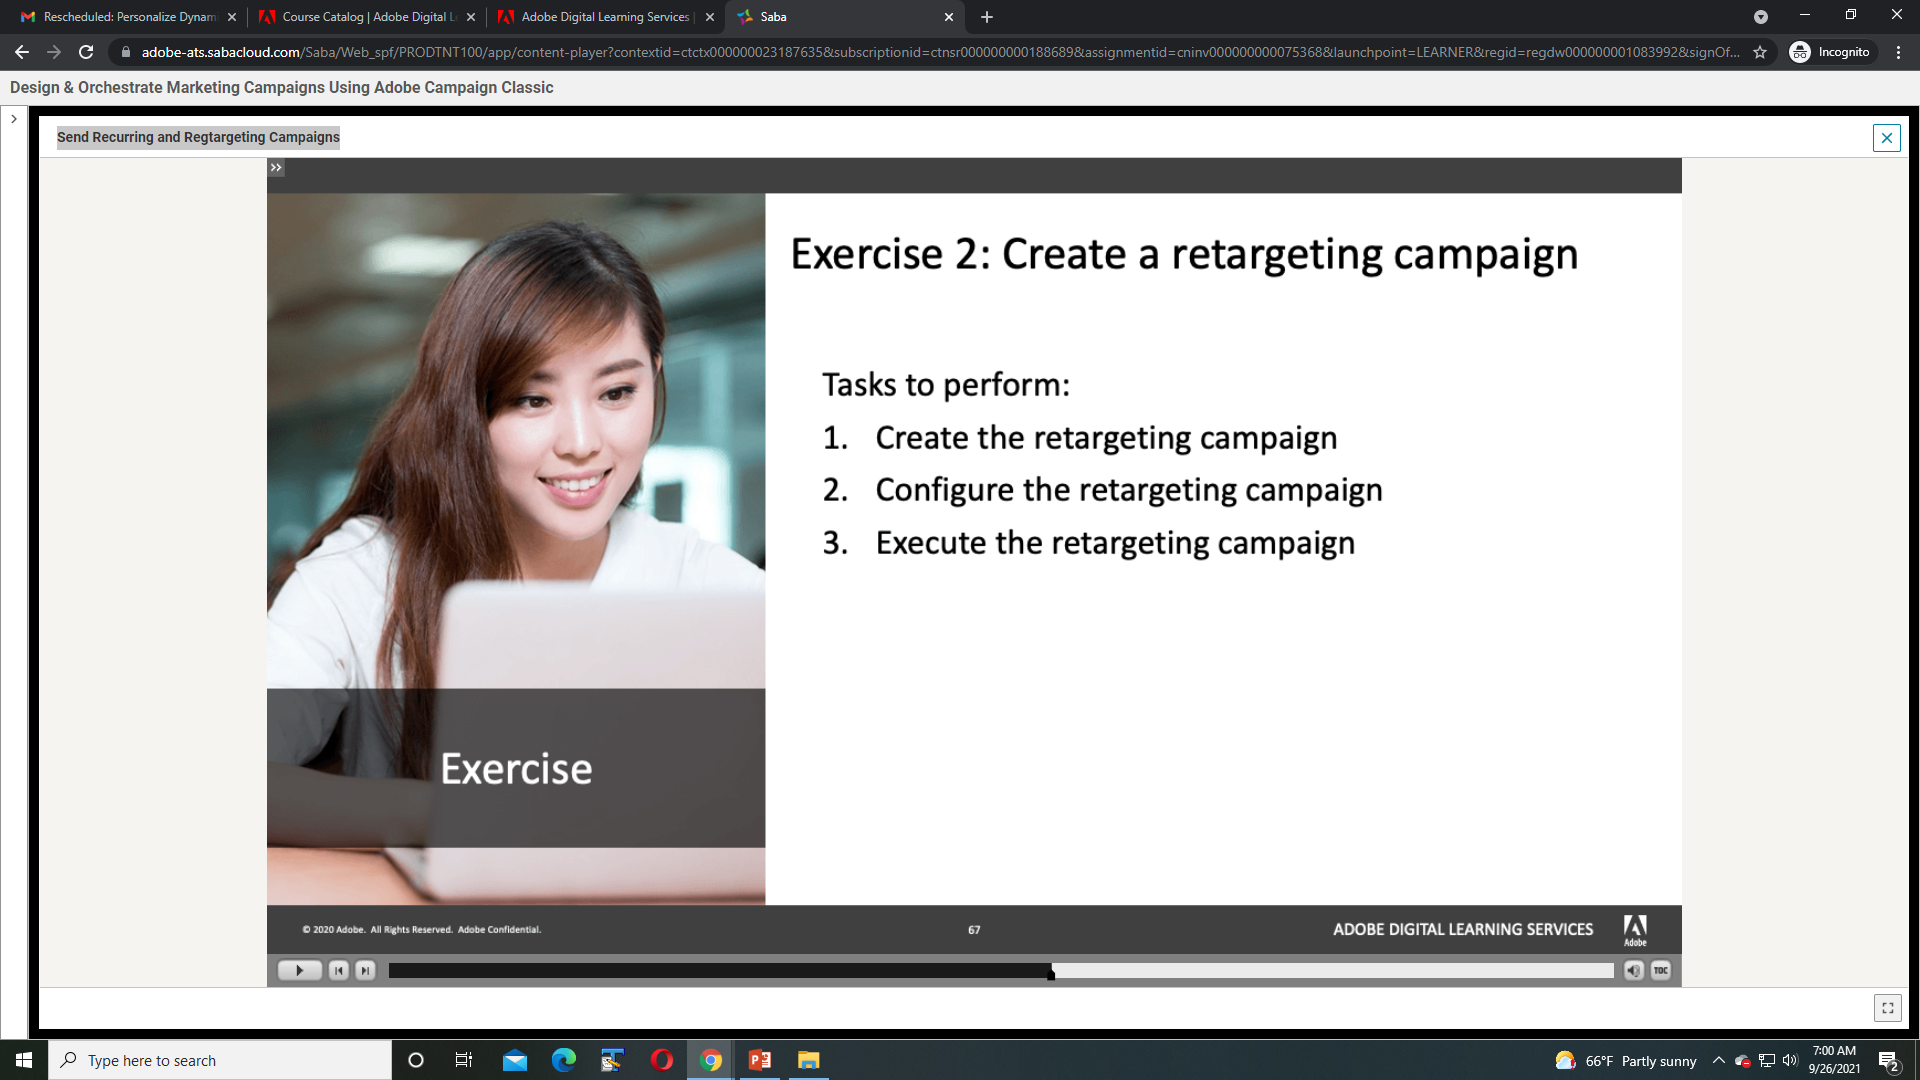 Rescheduled: Personalize Dynam
Course Catalog | Adobe Digital L
Adobe Digital Learning Services |
Saba
adobe-ats.sabacloud.com/Saba/Web_spf/PRODTNT100/app/content-player?contextid=ctctx000000023187635&subscriptionid=ctnsr000000000188689&assignmentid=cninv000000000075368&launchpoint=LEARNER&regid=regdw000000001083992&signOf...
Incognito
Design & Orchestrate Marketing Campaigns Using Adobe Campaign Classic
Send Recurring and Regtargeting Campaigns
Exercise 2: Create a retargeting campaign
Tasks to perform:
1. Create the retargeting campaign
2. Configure the retargeting campaign
3. Execute the retargeting campaign
Exercise
© 2020 Adobe. All Rights Reserved. Adobe Confidential.
67
ADOBE DIGITAL LEARNING SERVICES
Adobe
TOC
Type here to search
66°F Partly sunny
7:00 AM
9/26/2021
2